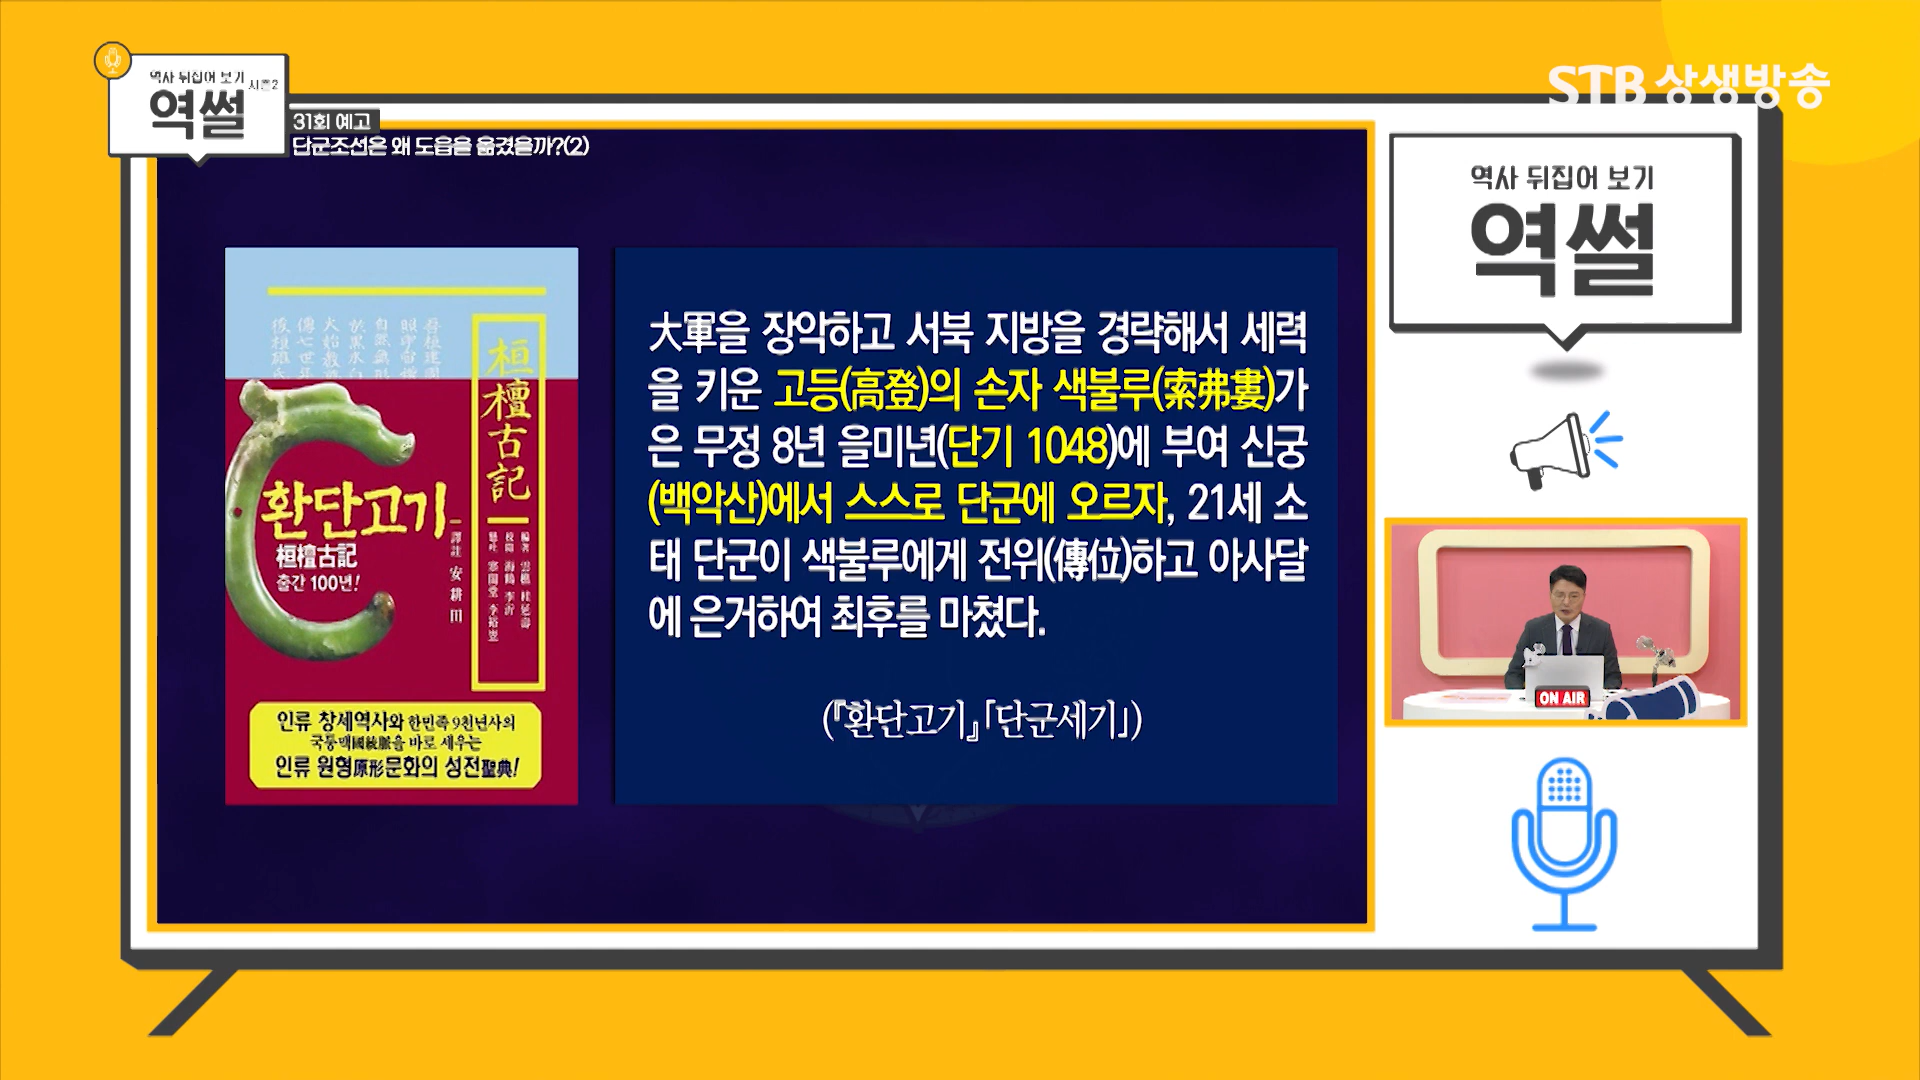 역사 뒤집어 보기
시즌2
역썰
31회 예고
단군조선은 왜 도읍을 옮겼을까?(2)
STB 상생방송
역사 뒤집어 보기
역썰
桓檀古記
환단고기
桓檀古記
출간 100년!
譯註 安耕田
인류 창세역사와 한민족 9천년사의
국통맥國統脈을 바로 세우는
인류 원형原形문화의 성전聖典!
大軍을 장악하고 서북 지방을 경략해서 세력
을 키운 고등(高登)의 손자 색불루(索弗婁)가
은 무정 8년 을미년(단기 1048)에 부여 신궁
(백악산)에서 스스로 단군에 오르자, 21세 소
태 단군이 색불루에게 전위(傳位)하고 아사달
에 은거하여 최후를 마쳤다.
(『환단고기』「단군세기」)
ON AIR